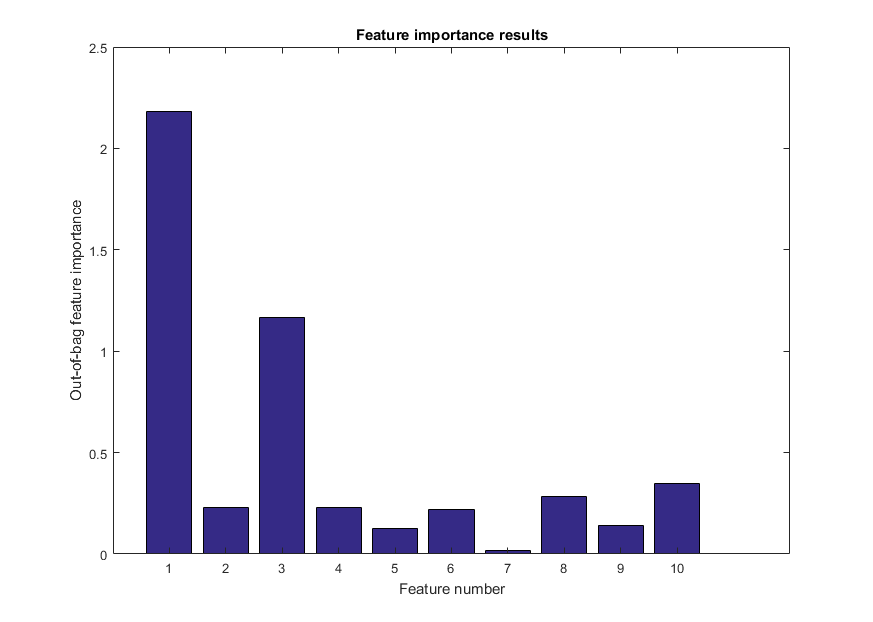 Feature importance results
2.5
2
1.5
1
0.5
0
Out-of-bag feature importance
1 2 3 4 5 6 7 8 9 10
Feature number